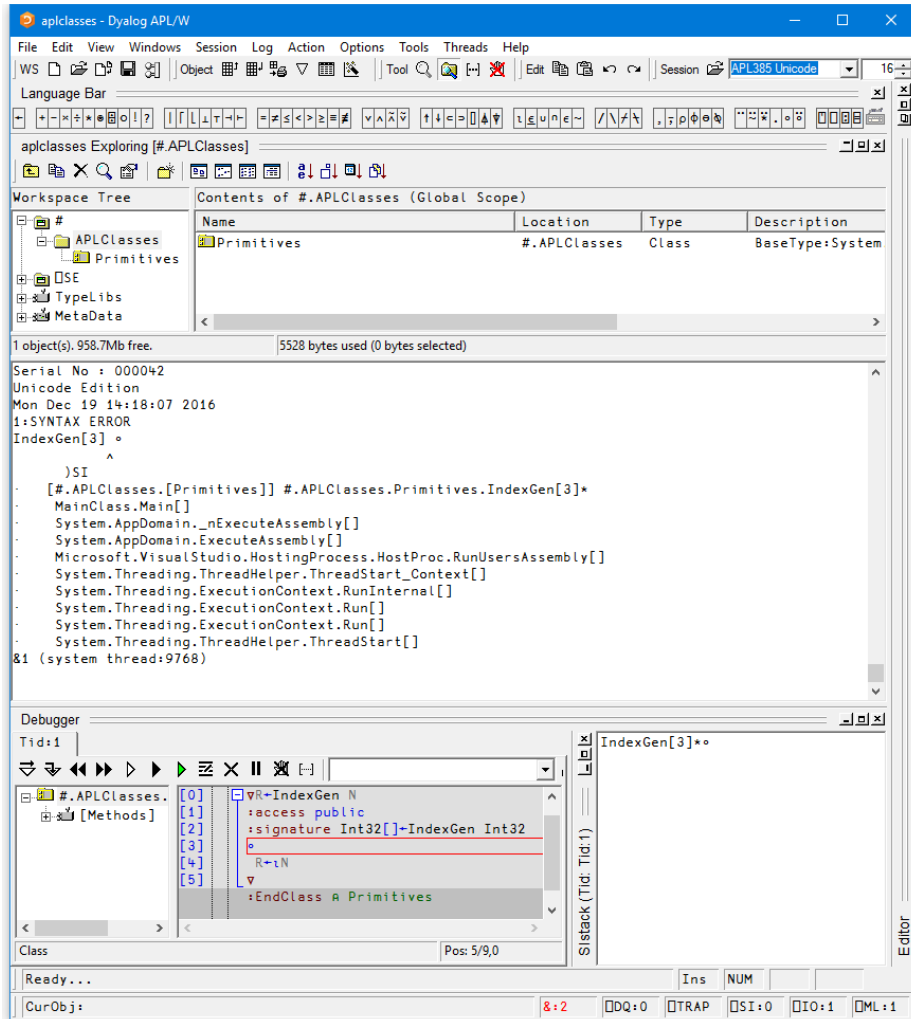 aplclasses - Dyalog APL/W
File Edit View Windows Session Log Action Options Tools Threads Help
WS Object Tool Edit Session APL385 Unicode 16
Language Bar
← + - × ÷ * ⍟ ⌹ ○ ! ? | ⌈ ⌊ ⊥ ⊤ ⊣ ⊢ = ≠ ≤ < > ≥ ≡ ≢ ∨ ∧ ⍲ ⍱ ↑ ↓ ⊂ ⊃ ⌷ ⍋ ⍒ ⍳ ⍷ ∪ ∩ ∊ ~ / \ ⌿ ⍀ , ⍪ ⍴ ⌽ ⊖ ⍉ ¨ ⍨ ⍣ . ∘ ⍤
aplclasses Exploring [#.APLClasses]
Workspace Tree Contents of #.APLClasses (Global Scope)
Name Location Type Description
#
APLClasses
Primitives
⎕SE
TypeLibs
MetaData
Primitives #.APLClasses Class BaseType:System
1 object(s). 958.7Mb free. 5528 bytes used (0 bytes selected)
Serial No : 000042
Unicode Edition
Mon Dec 19 14:18:07 2016
1:SYNTAX ERROR
IndexGen[3] ∘
^
)SI
· [#.APLClasses.[Primitives]] #.APLClasses.Primitives.IndexGen[3]*
· MainClass.Main[]
· System.AppDomain._nExecuteAssembly[]
· System.AppDomain.ExecuteAssembly[]
· Microsoft.VisualStudio.HostingProcess.HostProc.RunUsersAssembly[]
· System.Threading.ThreadHelper.ThreadStart_Context[]
· System.Threading.ExecutionContext.RunInternal[]
· System.Threading.ExecutionContext.Run[]
· System.Threading.ExecutionContext.Run[]
· System.Threading.ThreadHelper.ThreadStart[]
&1 (system thread:9768)
Debugger
Tid:1
#.APLClasses.
[Methods]
[0] ∇R←IndexGen N
[1] :access public
[2] :signature Int32[]←IndexGen Int32
[3] ∘
[4] R←⍳N
[5] ∇
:EndClass ⍝ Primitives
Class Pos: 5/9,0
SIstack (Tid: Tid:1)
IndexGen[3]*∘
Editor
Ready... Ins NUM
CurObj: &:2 ⎕DQ:0 ⎕TRAP ⎕SI:0 ⎕IO:1 ⎕ML:1